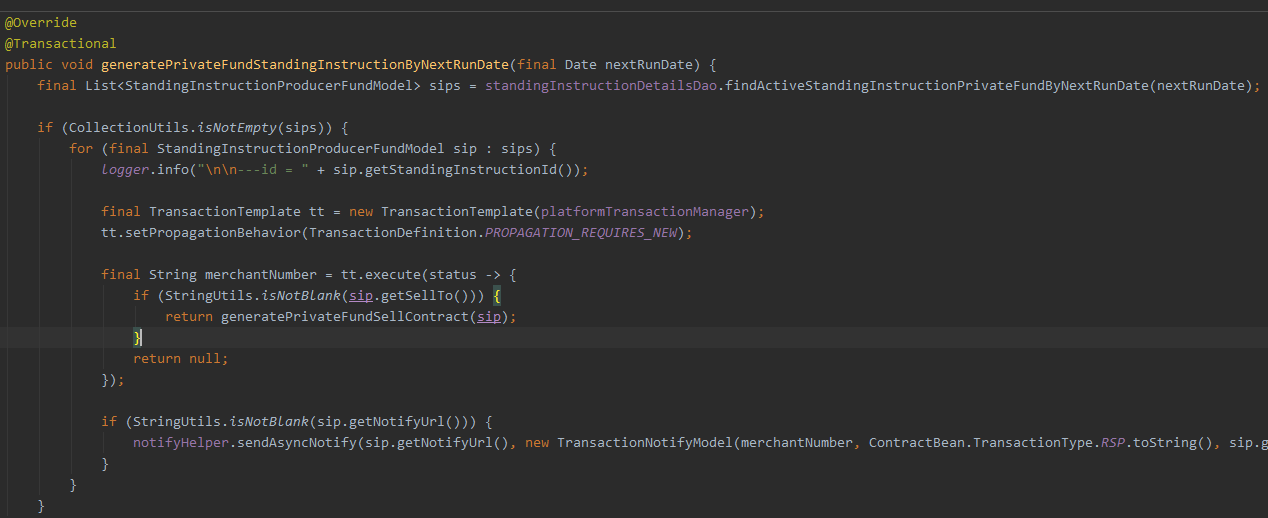 @Override
@Transactional
public void generatePrivateFundStandingInstructionByNextRunDate(final Date nextRunDate) {
final List<StandingInstructionProducerFundModel> sips = standingInstructionDetailsDao.findActiveStandingInstructionPrivateFundByNextRunDate(nextRunDate);
if (CollectionUtils.isNotEmpty(sips)) {
for (final StandingInstructionProducerFundModel sip : sips) {
logger.info("\n\n---id = " + sip.getStandingInstructionId());
final TransactionTemplate tt = new TransactionTemplate(platformTransactionManager);
tt.setPropagationBehavior(TransactionDefinition.PROPAGATION_REQUIRES_NEW);
final String merchantNumber = tt.execute(status -> {
if (StringUtils.isNotBlank(sip.getSellTo())) {
return generatePrivateFundSellContract(sip);
}
return null;
});
if (StringUtils.isNotBlank(sip.getNotifyUrl())) {
notifyHelper.sendAsyncNotify(sip.getNotifyUrl(), new TransactionNotifyModel(merchantNumber, ContractBean.TransactionType.RSP.toString(), sip.g
}
}
}